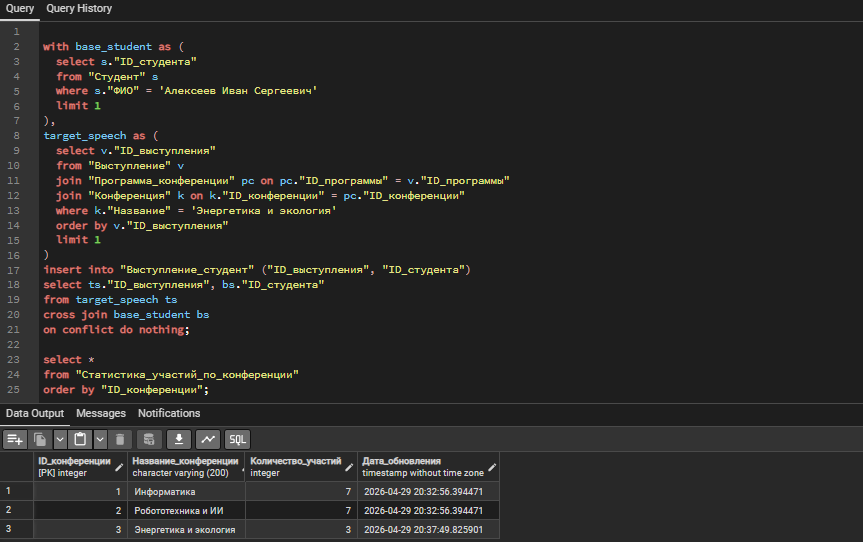 Query Query History
1
2 with base_student as (
3 select s."ID_студента"
4 from "Студент" s
5 where s."ФИО" = 'Алексеев Иван Сергеевич'
6 limit 1
7 ),
8 target_speech as (
9 select v."ID_выступления"
10 from "Выступление" v
11 join "Программа_конференции" pc on pc."ID_программы" = v."ID_программы"
12 join "Конференция" k on k."ID_конференции" = pc."ID_конференции"
13 where k."Название" = 'Энергетика и экология'
14 order by v."ID_выступления"
15 limit 1
16 )
17 insert into "Выступление_студент" ("ID_выступления", "ID_студента")
18 select ts."ID_выступления", bs."ID_студента"
19 from target_speech ts
20 cross join base_student bs
21 on conflict do nothing;
22
23 select *
24 from "Статистика_участий_по_конференции"
25 order by "ID_конференции";
Data Output Messages Notifications
SQL
ID_конференции Название_конференции Количество_участий Дата_обновления
[PK] integer character varying (200) integer timestamp without time zone
1 1 Информатика 7 2026-04-29 20:32:56.394471
2 2 Робототехника и ИИ 7 2026-04-29 20:32:56.394471
3 3 Энергетика и экология 3 2026-04-29 20:37:49.825901